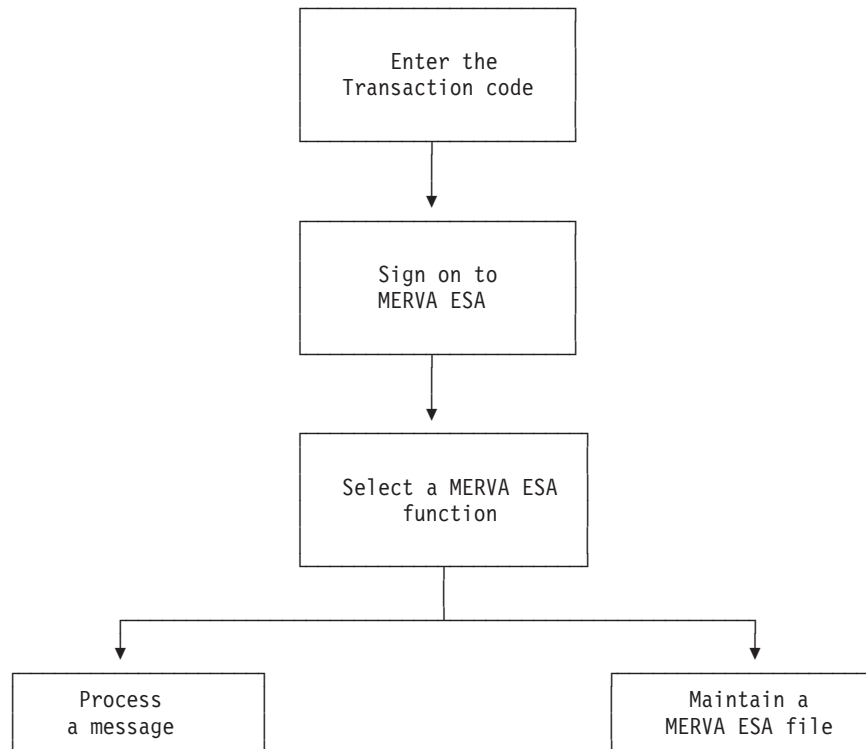 Enter the
Transaction code
Sign on to
MERVA ESA
Select a MERVA ESA
function
Process
a message
Maintain a
MERVA ESA file